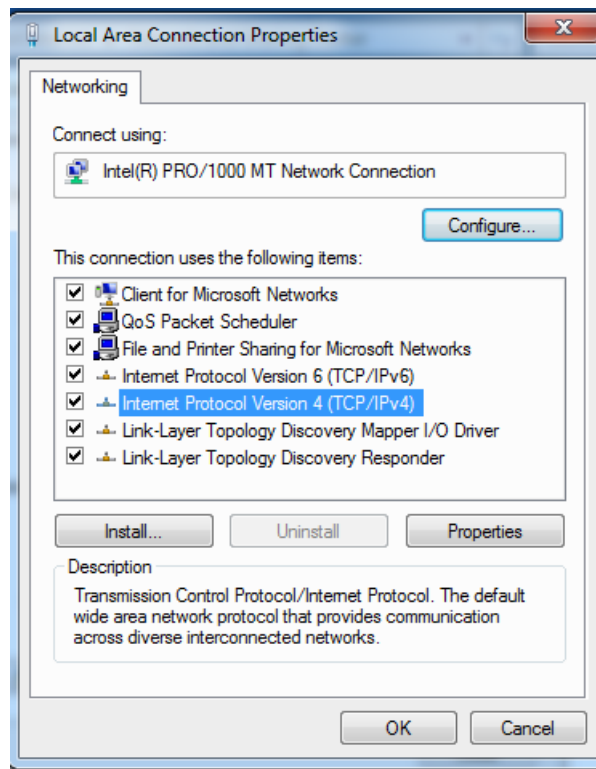 Local Area Connection Properties
Networking
Connect using:
Intel(R) PRO/1000 MT Network Connection
Configure...
This connection uses the following items:
Client for Microsoft Networks
QoS Packet Scheduler
File and Printer Sharing for Microsoft Networks
Internet Protocol Version 6 (TCP/IPv6)
Internet Protocol Version 4 (TCP/IPv4)
Link-Layer Topology Discovery Mapper I/O Driver
Link-Layer Topology Discovery Responder
Install... Uninstall Properties
Description
Transmission Control Protocol/Internet Protocol. The default
wide area network protocol that provides communication
across diverse interconnected networks.
OK Cancel